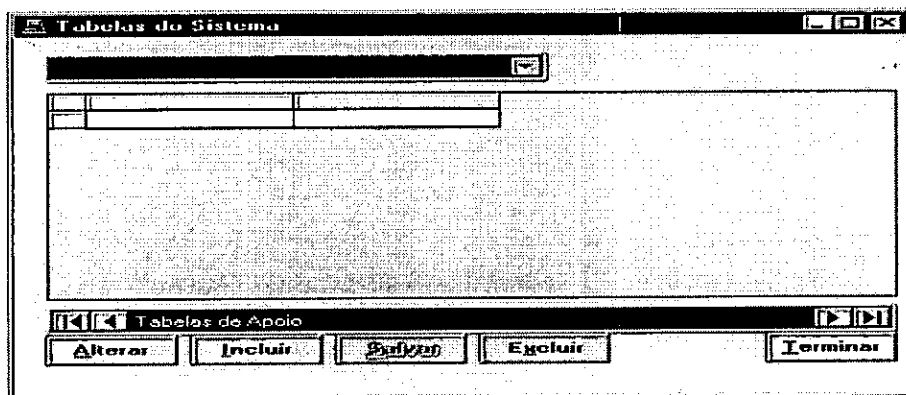 Tabelas do Sistema
Tabelas de Apoio
Alterar Incluir Salvar Excluir Terminar